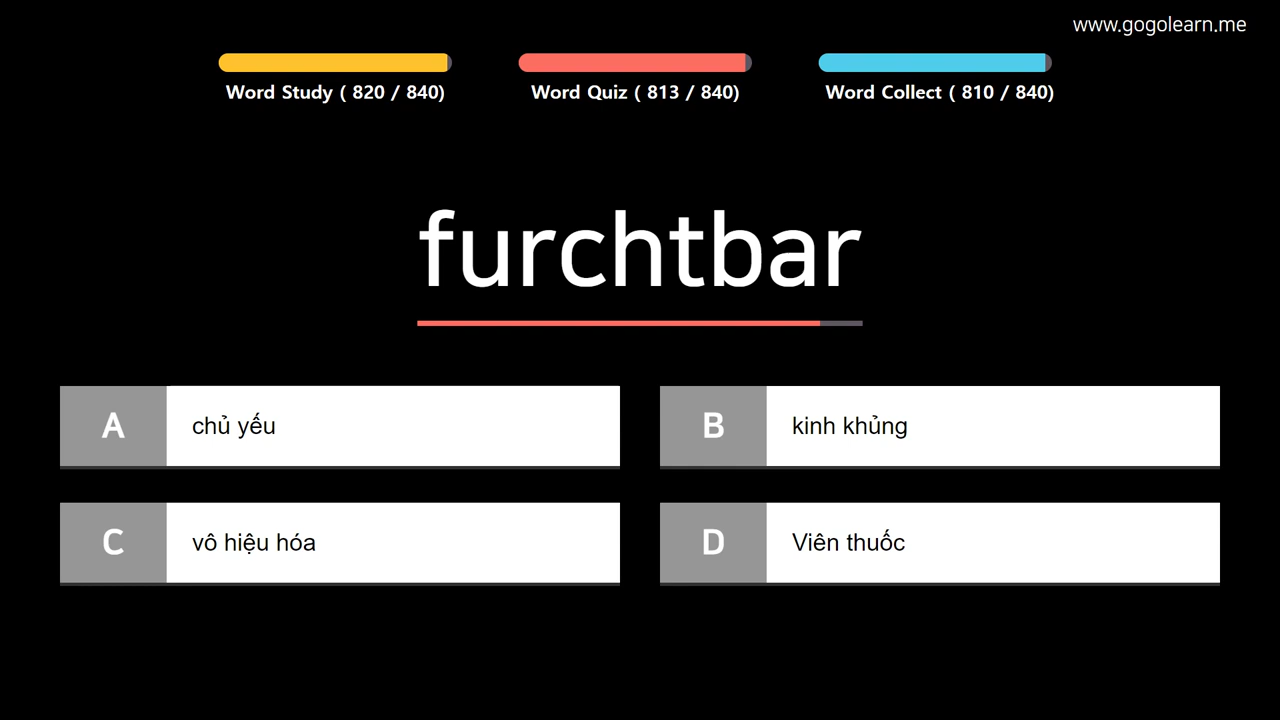 www.gogolearn.me
Word Study ( 820 / 840)
Word Quiz ( 813 / 840)
Word Collect ( 810 / 840)
furchtbar
A
chủ yếu
B
kinh khủng
C
vô hiệu hóa
D
Viên thuốc